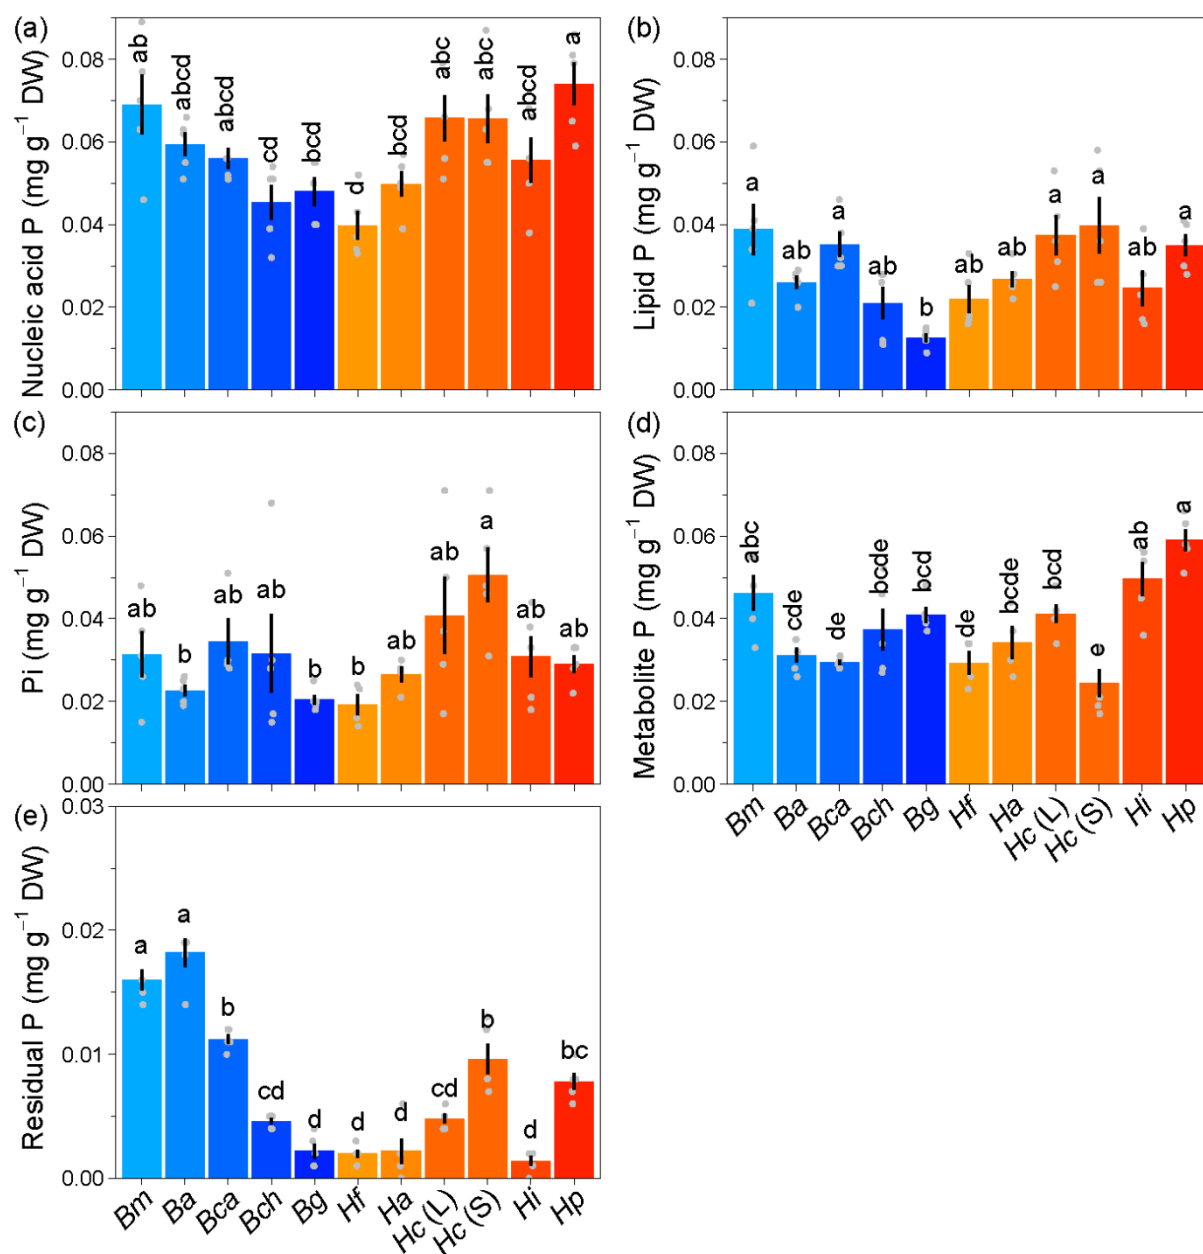 (a)
Nucleic acid P (mg g⁻¹ DW)
0.08
0.06
0.04
0.02
0.00
ab
abcd
abcd
cd
bcd
d
bcd
abc
abc
abcd
a
(b)
Lipid P (mg g⁻¹ DW)
0.08
0.06
0.04
0.02
0.00
a
ab
a
ab
b
ab
ab
a
a
ab
a
(c)
Pi (mg g⁻¹ DW)
0.08
0.06
0.04
0.02
0.00
ab
b
ab
ab
b
b
ab
ab
a
ab
ab
(d)
Metabolite P (mg g⁻¹ DW)
0.08
0.06
0.04
0.02
0.00
abc
cde
de
bcde
bcd
de
bcde
bcd
e
ab
a
Bm
Ba
Bca
Bch
Bg
Hf
Ha
Hc (L)
Hc (S)
Hi
Hp
(e)
Residual P (mg g⁻¹ DW)
0.03
0.02
0.01
0.00
a
a
b
cd
d
d
d
cd
b
d
bc
Bm
Ba
Bca
Bch
Bg
Hf
Ha
Hc (L)
Hc (S)
Hi
Hp